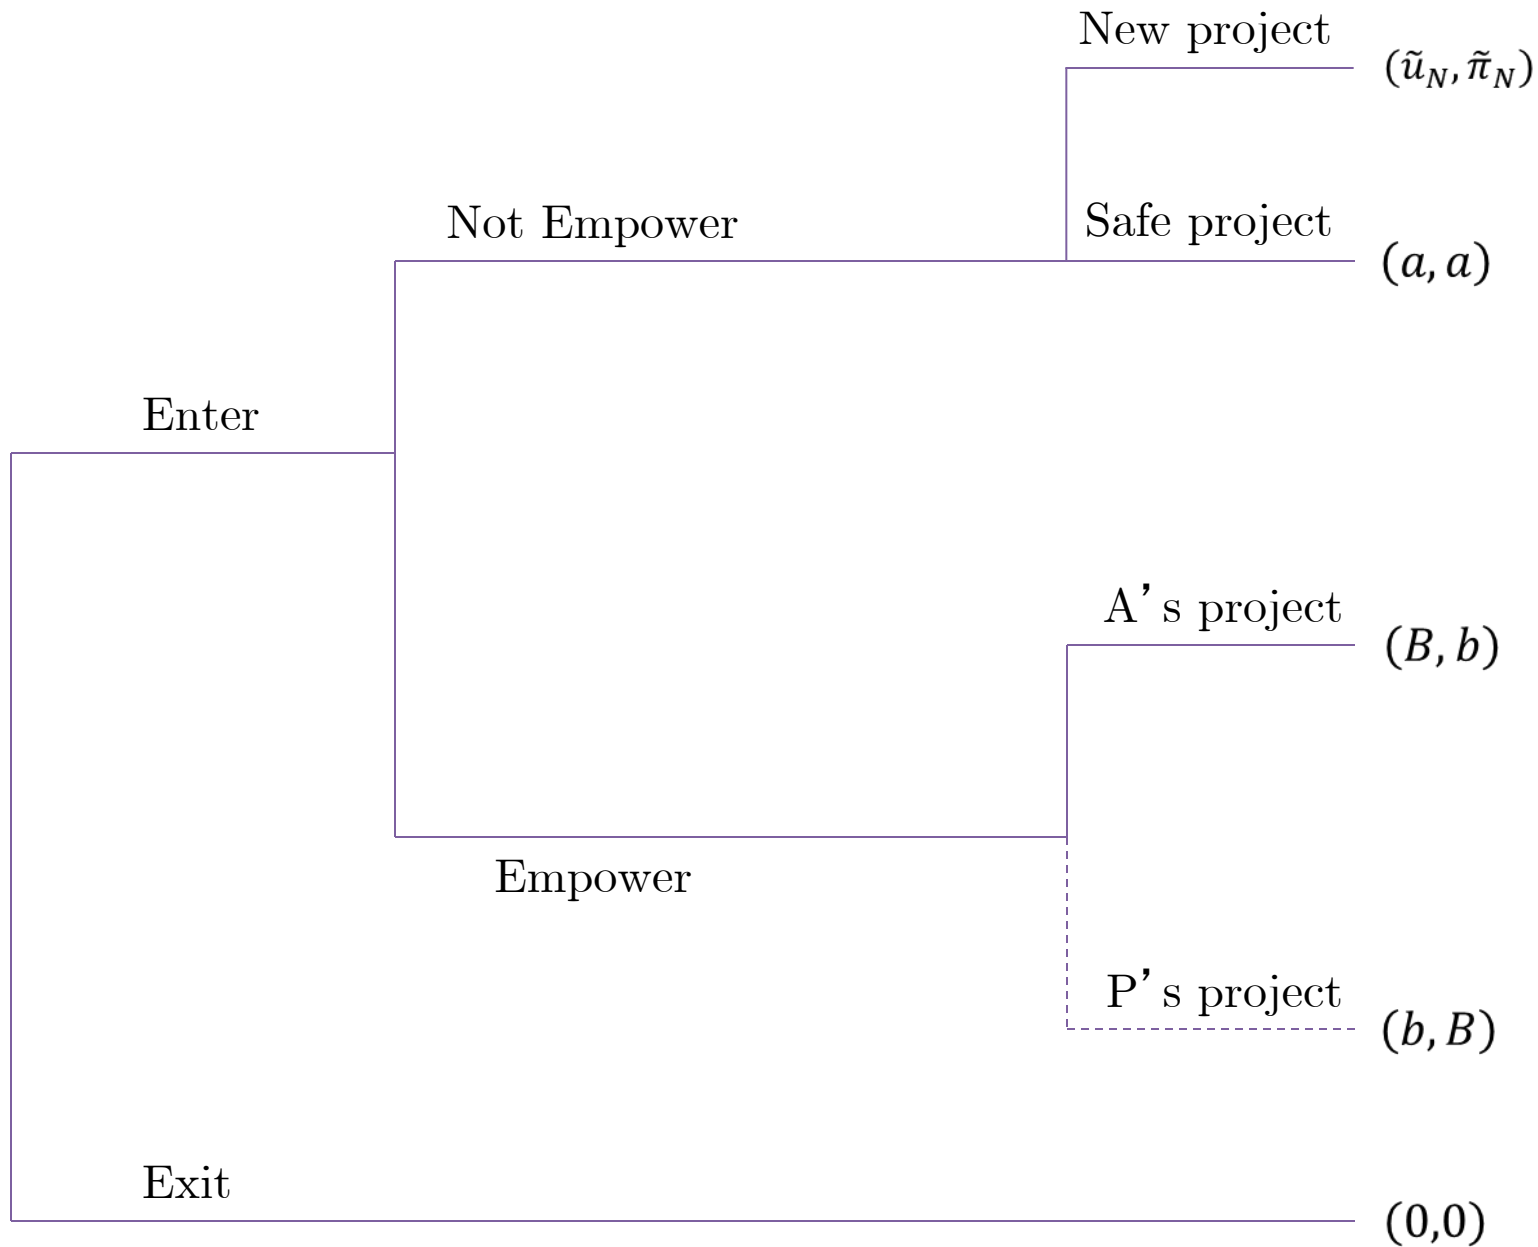 New project
(ũ_N, π̃_N)
Safe project
Not Empower
(a, a)
Enter
A's project
(B, b)
Empower
P's project
(b, B)
Exit
(0,0)